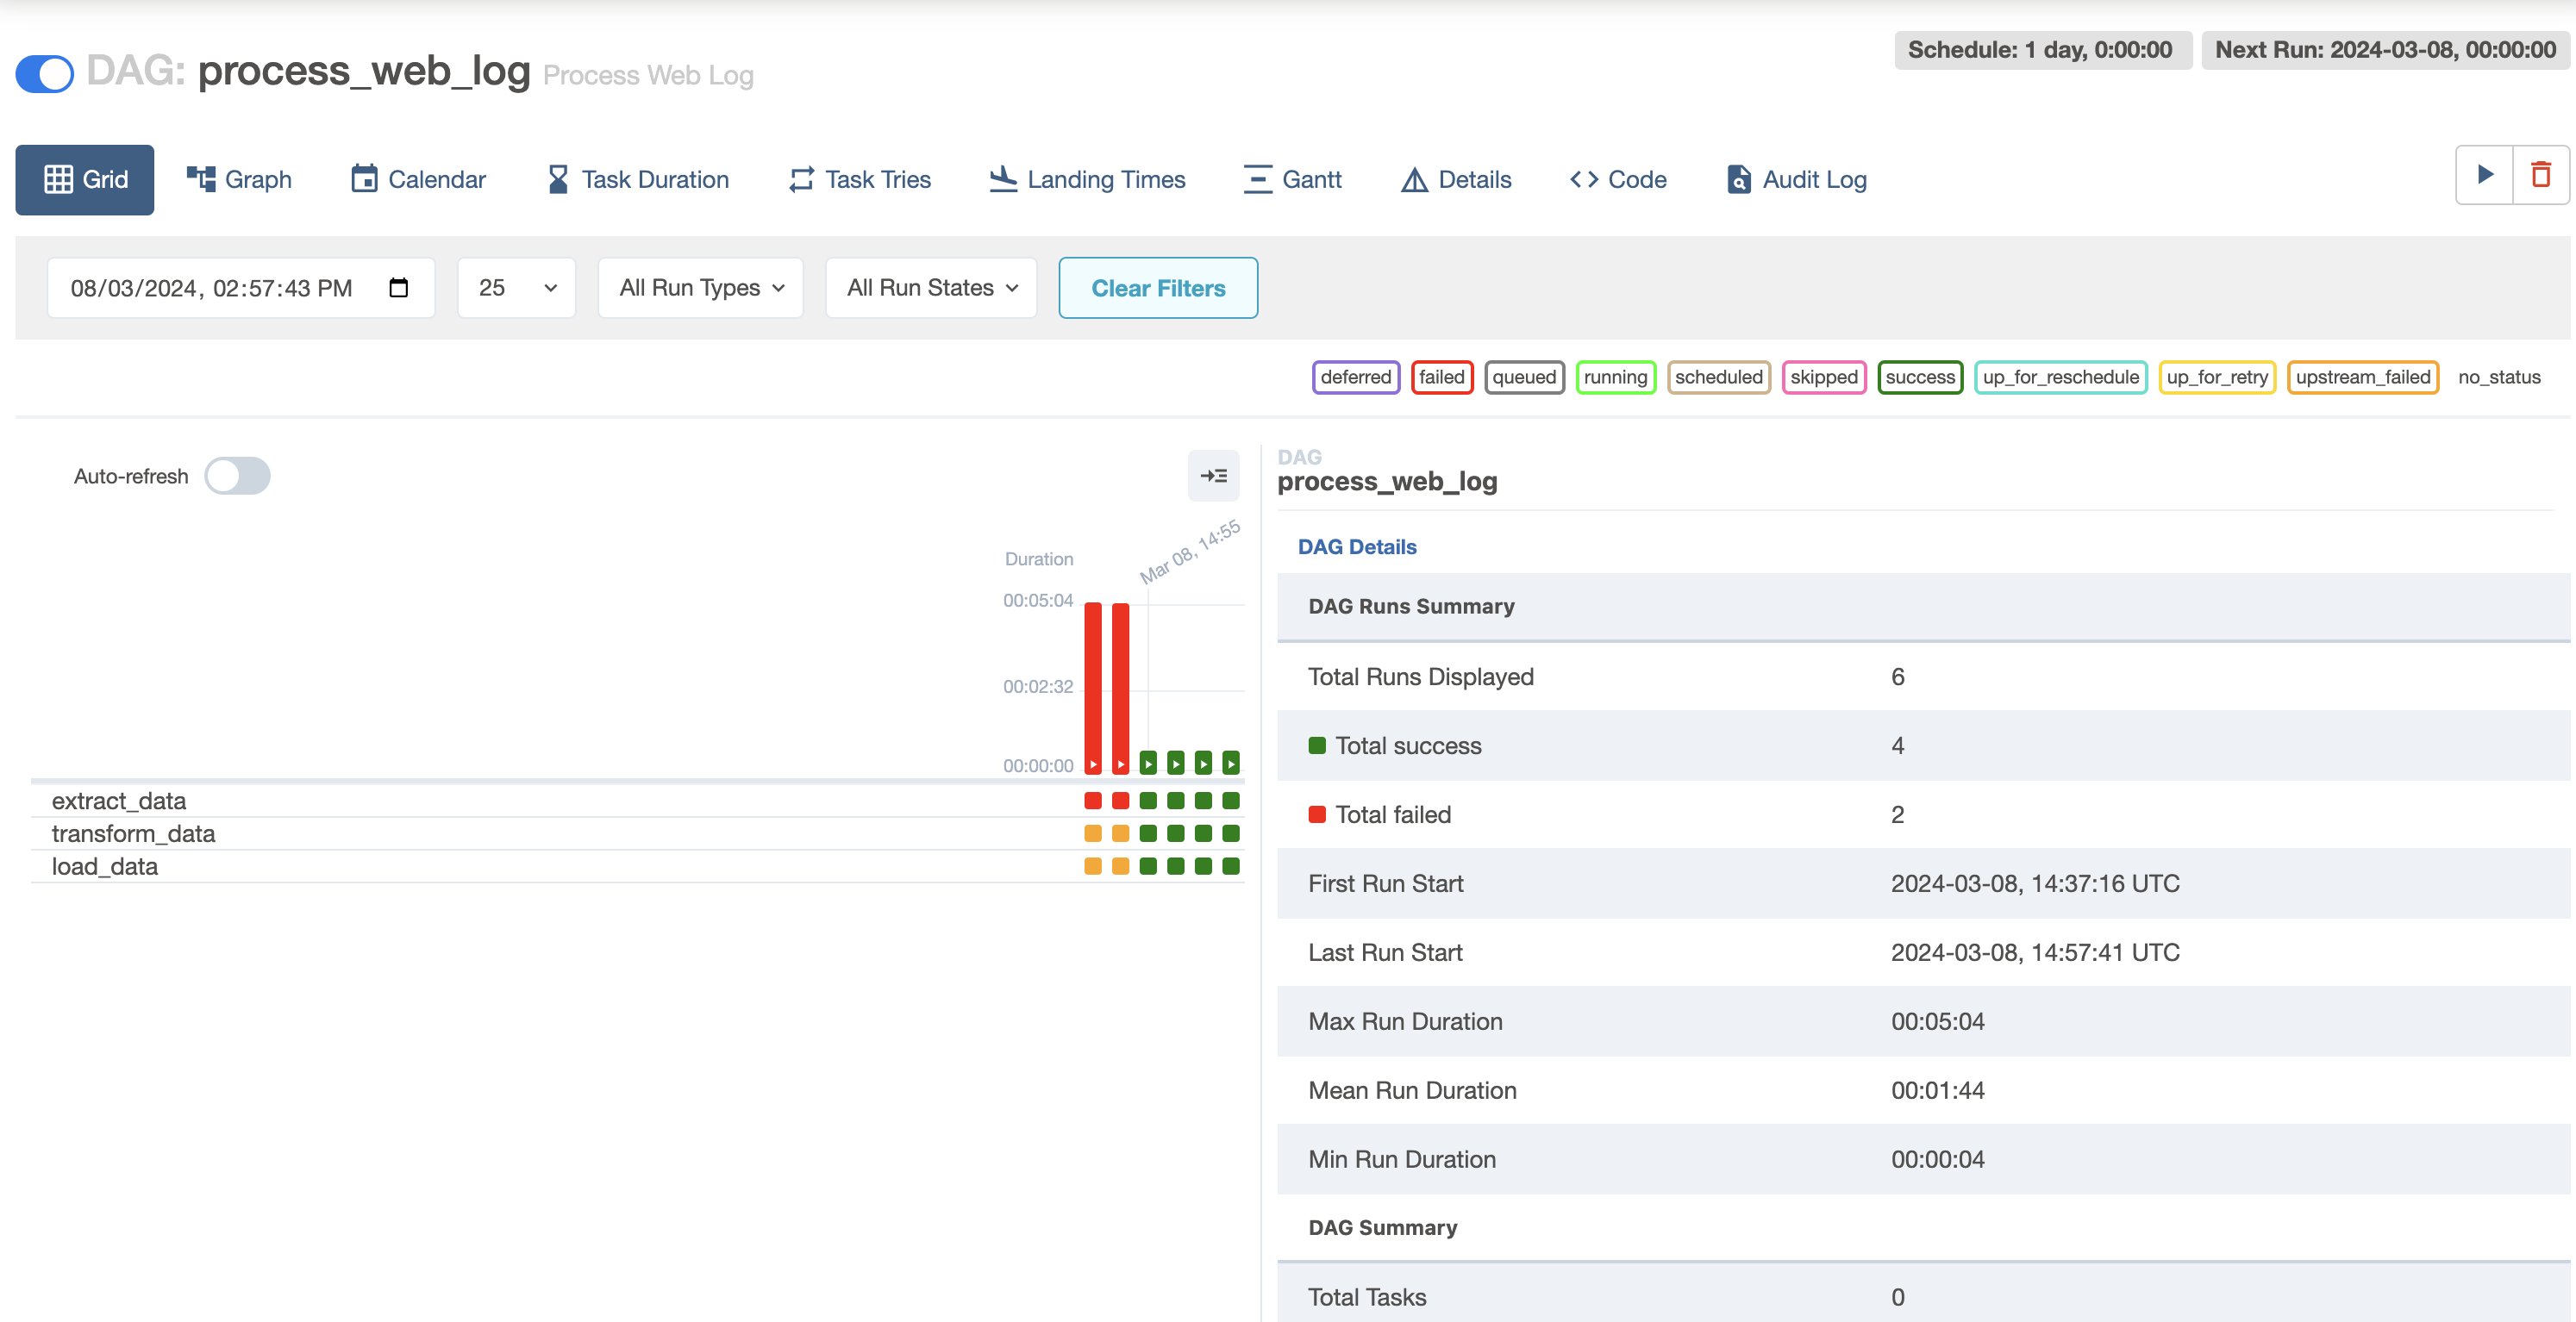 DAG: process_web_log Process Web Log
Schedule: 1 day, 0:00:00
Next Run: 2024-03-08, 00:00:00
Grid
Graph
Calendar
Task Duration
Task Tries
Landing Times
Gantt
Details
Code
Audit Log
08/03/2024, 02:57:43 PM
25
All Run Types
All Run States
Clear Filters
deferred
failed
queued
running
scheduled
skipped
success
up_for_reschedule
up_for_retry
upstream_failed
no_status
Auto-refresh
Duration
Mar 08, 14:55
00:05:04
00:02:32
00:00:00
extract_data
transform_data
load_data
DAG
process_web_log
DAG Details
DAG Runs Summary
Total Runs Displayed 6
Total success 4
Total failed 2
First Run Start 2024-03-08, 14:37:16 UTC
Last Run Start 2024-03-08, 14:57:41 UTC
Max Run Duration 00:05:04
Mean Run Duration 00:01:44
Min Run Duration 00:00:04
DAG Summary
Total Tasks 0